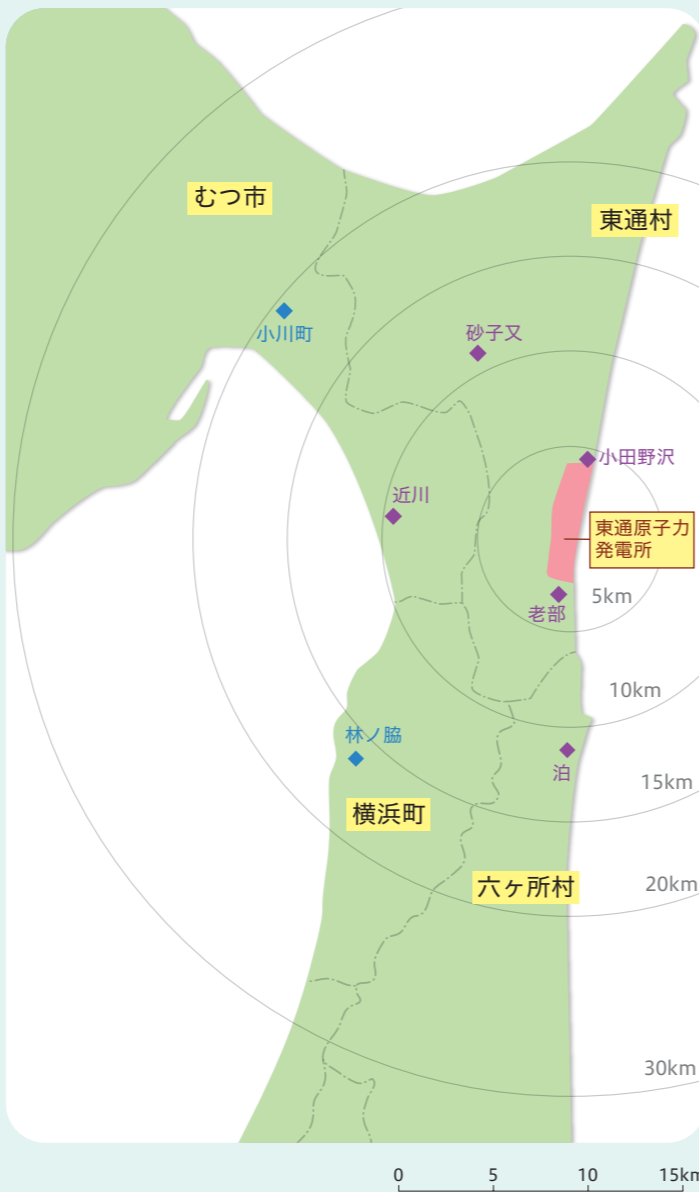 むつ市
東通村
小川町
砂子又
小田野沢
近川
東通原子力
発電所
5km
老部
10km
林ノ脇
泊
15km
横浜町
六ヶ所村
20km
30km
0 5 10 15km